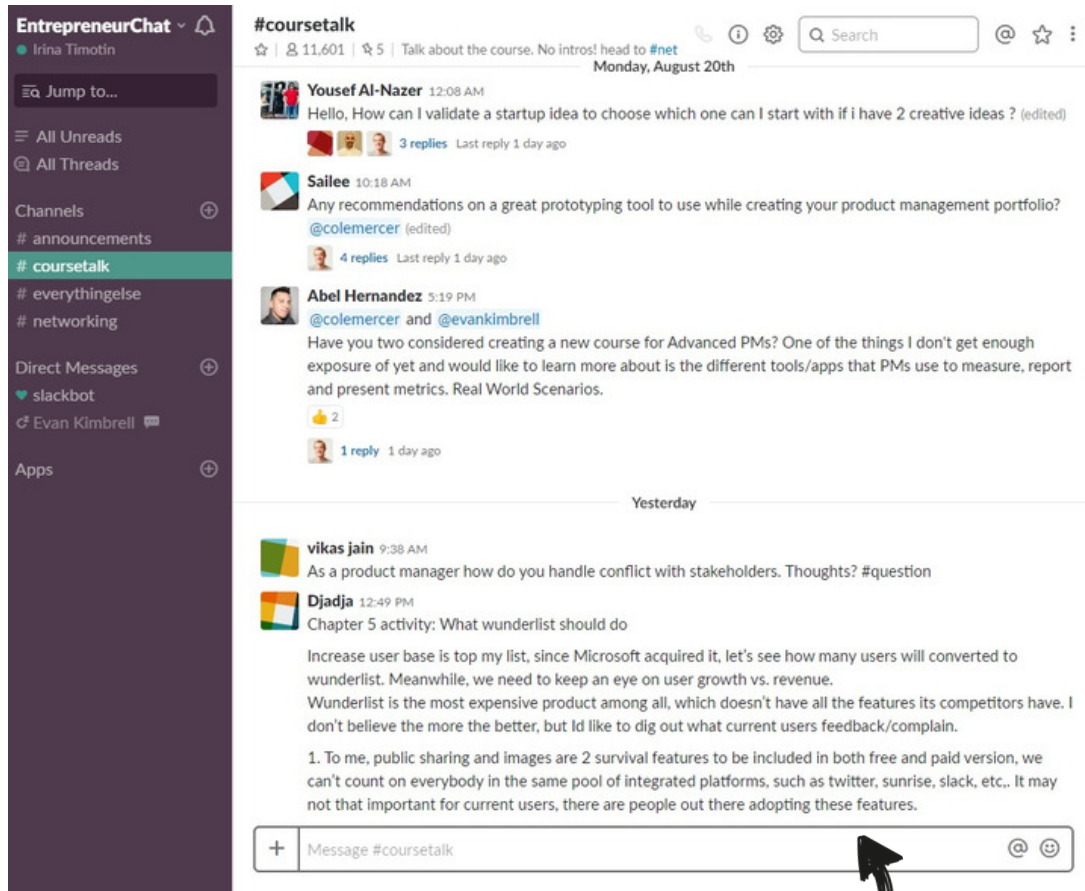 EntrepreneurChat
Irina Timotin
Jump to...
All Unreads
All Threads
Channels
# announcements
# coursetalk
# everythingelse
# networking
Direct Messages
slackbot
Evan Kimbrell
Apps
#coursetalk
11,601 | 5 | Talk about the course. No intros! head to #net
Search
Monday, August 20th
Yousef Al-Nazer 12:08 AM
Hello, How can I validate a startup idea to choose which one can I start with if i have 2 creative ideas ? (edited)
3 replies Last reply 1 day ago
Sailee 10:18 AM
Any recommendations on a great prototyping tool to use while creating your product management portfolio?
@colemercer (edited)
4 replies Last reply 1 day ago
Abel Hernandez 5:19 PM
@colemercer and @evankimbrell
Have you two considered creating a new course for Advanced PMs? One of the things I don't get enough
exposure of yet and would like to learn more about is the different tools/apps that PMs use to measure, report
and present metrics. Real World Scenarios.
2
1 reply 1 day ago
Yesterday
vikas jain 9:38 AM
As a product manager how do you handle conflict with stakeholders. Thoughts? #question
Djadja 12:49 PM
Chapter 5 activity: What wunderlist should do
Increase user base is top my list, since Microsoft acquired it, let's see how many users will converted to
wunderlist. Meanwhile, we need to keep an eye on user growth vs. revenue.
Wunderlist is the most expensive product among all, which doesn't have all the features its competitors have. I
don't believe the more the better, but Id like to dig out what current users feedback/complain.
1. To me, public sharing and images are 2 survival features to be included in both free and paid version, we
can't count on everybody in the same pool of integrated platforms, such as twitter, sunrise, slack, etc,. It may
not that important for current users, there are people out there adopting these features.
Message #coursetalk